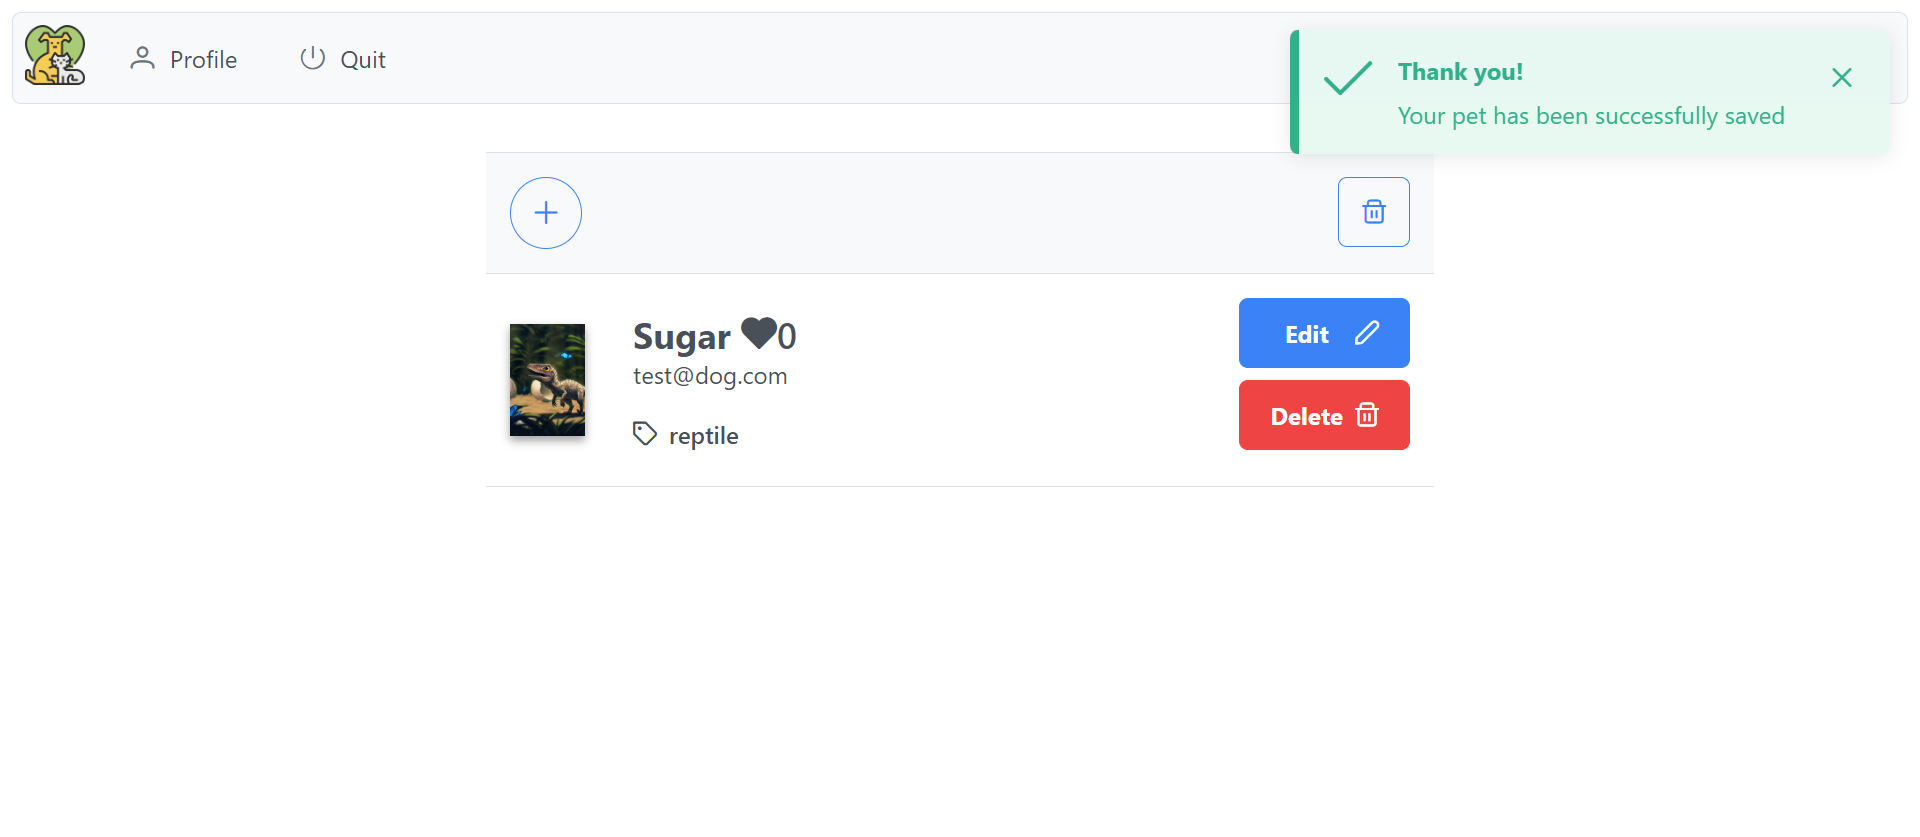 Profile
Quit
Thank you!
Your pet has been successfully saved
Sugar 0
test@dog.com
reptile
Edit
Delete